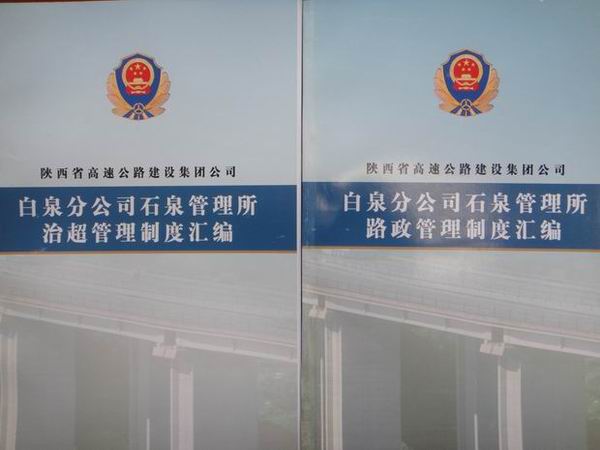 陕西省高速公路建设集团公司
白泉分公司石泉管理所
治超管理制度汇编
陕西省高速公路建设集团公司
白泉分公司石泉管理所
路政管理制度汇编